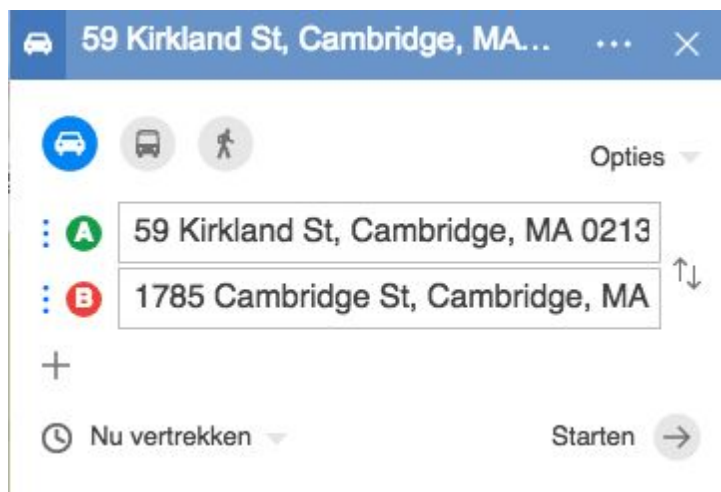 59 Kirkland St, Cambridge, MA...
Opties
A 59 Kirkland St, Cambridge, MA 0213
B 1785 Cambridge St, Cambridge, MA
Nu vertrekken
Starten